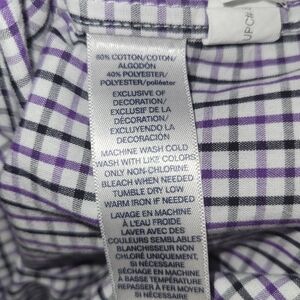 UPC#
60% COTTON/COTON/
ALGODÓN
40% POLYESTER/
POLYESTER/poliéster
EXCLUSIVE OF
DECORATION/
EXCLUSIF DE LA
DÉCORATION/
EXCLUYENDO LA
DECORACIÓN
MACHINE WASH COLD
WASH WITH LIKE COLORS
ONLY NON-CHLORINE
BLEACH WHEN NEEDED
TUMBLE DRY LOW
WARM IRON IF NEEDED
LAVAGE EN MACHINE
À L'EAU FROIDE
LAVER AVEC DES
COULEURS SEMBLABLES
BLANCHISSEUR NON
CHLORÉ UNIQUEMENT,
SI NÉCESSAIRE
SÉCHAGE EN MACHINE
À BASSE TEMPÉRATURE
REPASSER À FER MOYEN
SI NÉCESSAIRE